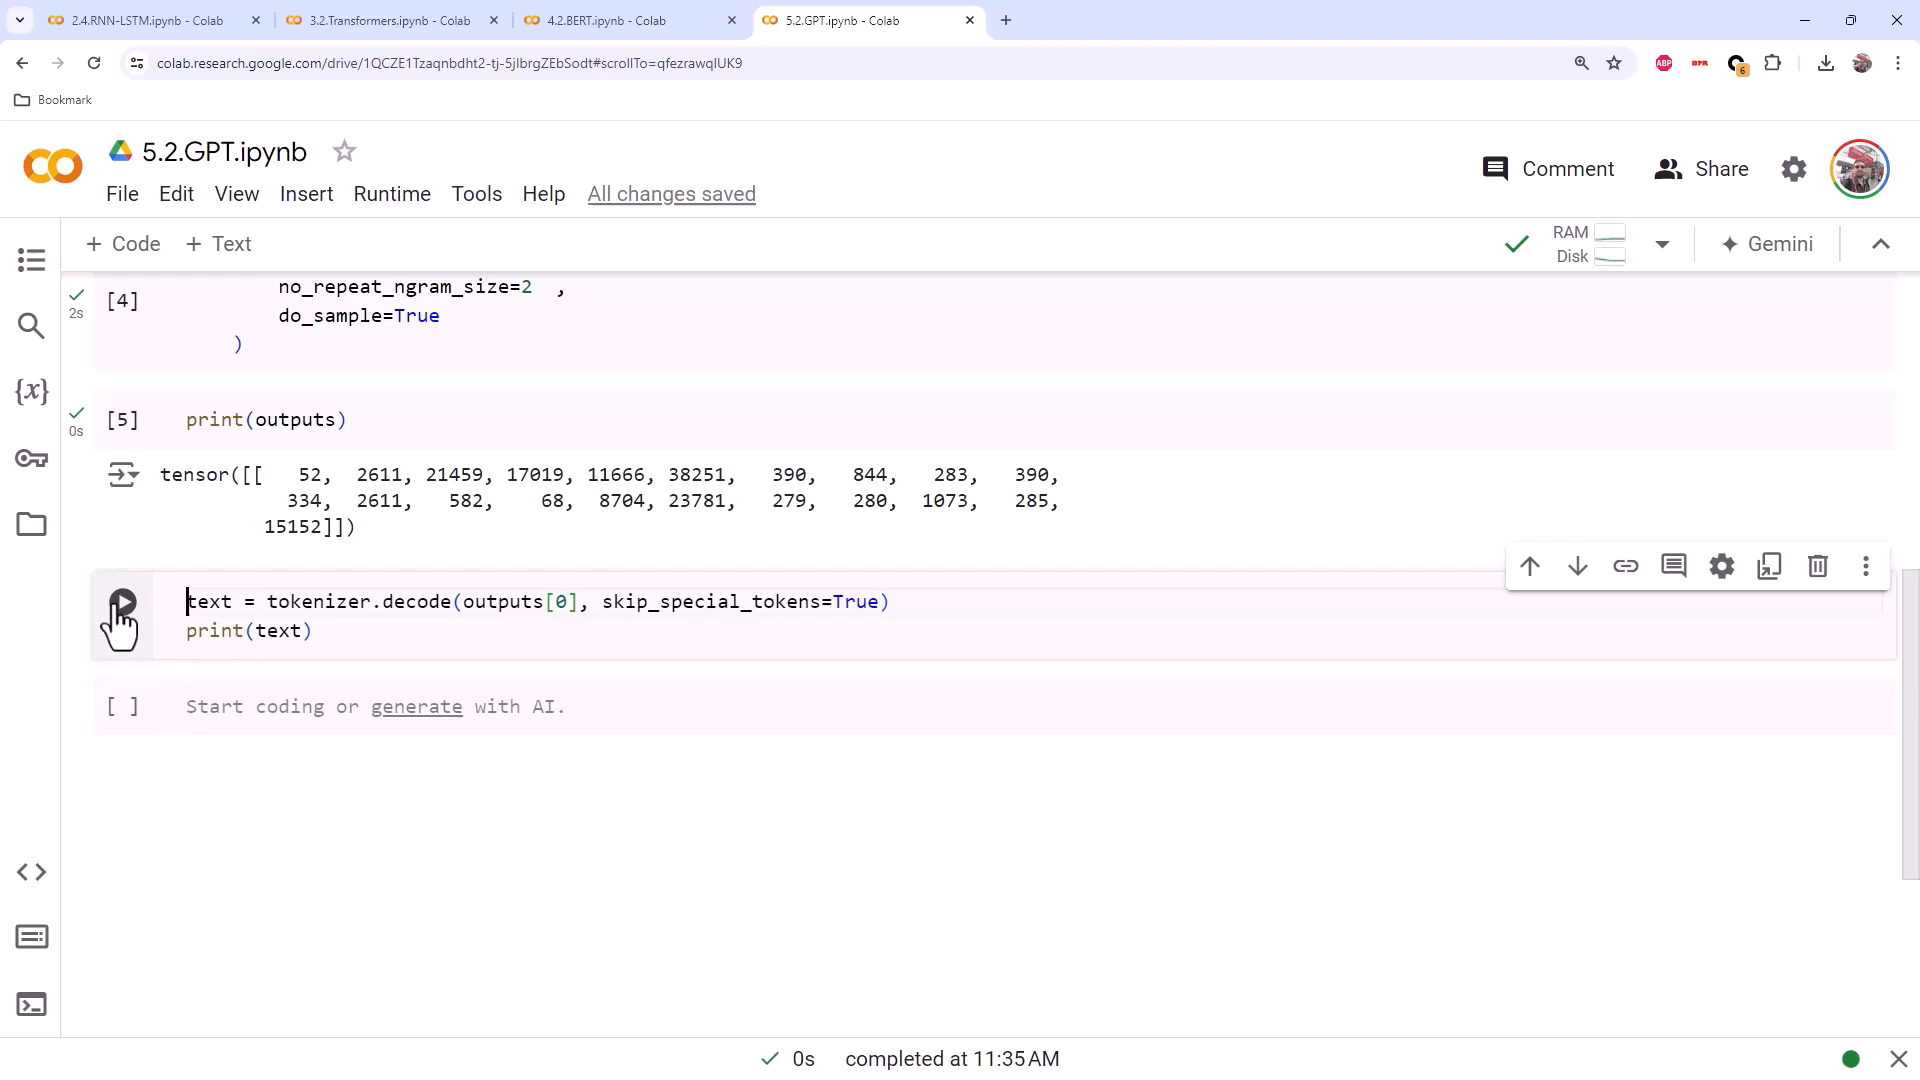 2.4.RNN-LSTM.ipynb - Colab
3.2.Transformers.ipynb - Colab
4.2.BERT.ipynb - Colab
5.2.GPT.ipynb - Colab
colab.research.google.com/drive/1QCZE1Tzaqnbdht2-tj-5jIbrgZEbSodt#scrollTo=qfezrawqIUK9
ABP
6
Bookmark
5.2.GPT.ipynb
Comment
Share
File Edit View Insert Runtime Tools Help All changes saved
+ Code + Text
RAM
Disk
Gemini
[4]
2s
no_repeat_ngram_size=2  ,
do_sample=True
)
[5] print(outputs)
0s
tensor([[   52,  2611, 21459, 17019, 11666, 38251,   390,   844,   283,   390,
334,  2611,   582,    68,  8704, 23781,   279,   280,  1073,   285,
15152]])
text = tokenizer.decode(outputs[0], skip_special_tokens=True)
print(text)
[ ] Start coding or generate with AI.
{x}
0s completed at 11:35 AM